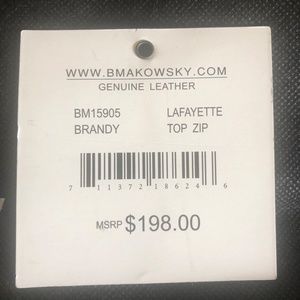 WWW.BMAKOWSKY.COM
GENUINE LEATHER
BM15905 LAFAYETTE
BRANDY TOP ZIP
7 11372 18624 6
MSRP $198.00